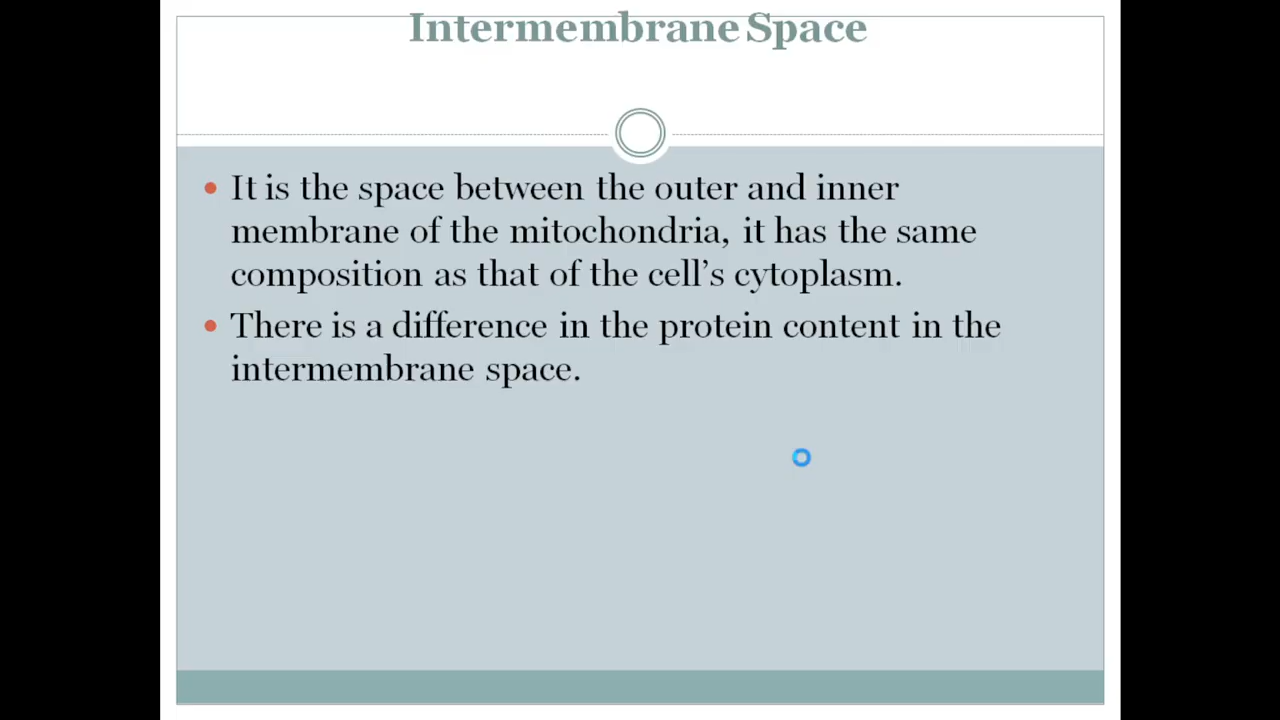 Intermembrane Space
• It is the space between the outer and inner
membrane of the mitochondria, it has the same
composition as that of the cell’s cytoplasm.
• There is a difference in the protein content in the
intermembrane space.